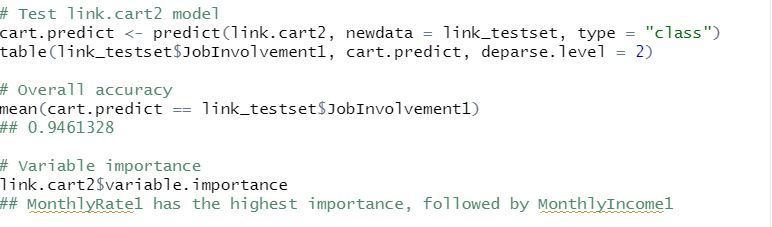 # Test link.cart2 model
cart.predict <- predict(link.cart2, newdata = link_testset, type = "class")
table(link_testset$JobInvolvement1, cart.predict, deparse.level = 2)
# Overall accuracy
mean(cart.predict == link_testset$JobInvolvement1)
## 0.9461328
# Variable importance
link.cart2$variable.importance
## MonthlyRate1 has the highest importance, followed by MonthlyIncome1